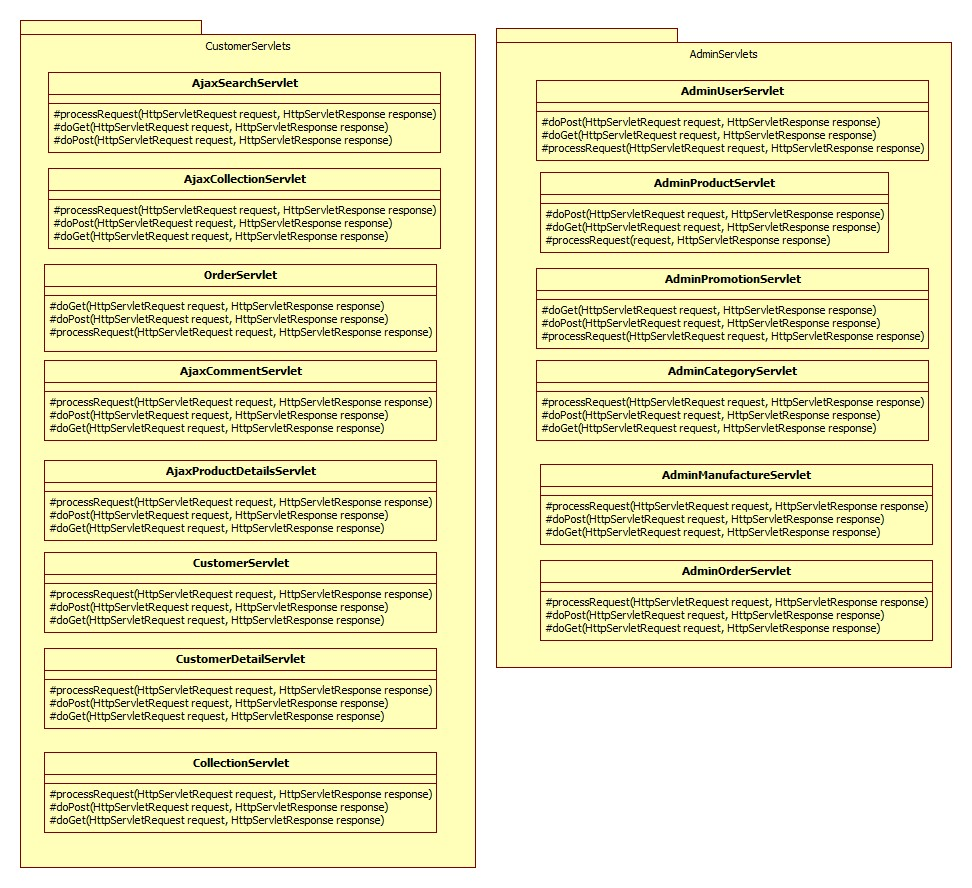 CustomerServlets
AjaxSearchServlet
#processRequest(HttpServletRequest request, HttpServletResponse response)
#doGet(HttpServletRequest request, HttpServletResponse response)
#doPost(HttpServletRequest request, HttpServletResponse response)
AjaxCollectionServlet
#processRequest(HttpServletRequest request, HttpServletResponse response)
#doPost(HttpServletRequest request, HttpServletResponse response)
#doGet(HttpServletRequest request, HttpServletResponse response)
OrderServlet
#doGet(HttpServletRequest request, HttpServletResponse response)
#doPost(HttpServletRequest request, HttpServletResponse response)
#processRequest(HttpServletRequest request, HttpServletResponse response)
AjaxCommentServlet
#processRequest(HttpServletRequest request, HttpServletResponse response)
#doPost(HttpServletRequest request, HttpServletResponse response)
#doGet(HttpServletRequest request, HttpServletResponse response)
AjaxProductDetailsServlet
#processRequest(HttpServletRequest request, HttpServletResponse response)
#doPost(HttpServletRequest request, HttpServletResponse response)
#doGet(HttpServletRequest request, HttpServletResponse response)
CustomerServlet
#processRequest(HttpServletRequest request, HttpServletResponse response)
#doPost(HttpServletRequest request, HttpServletResponse response)
#doGet(HttpServletRequest request, HttpServletResponse response)
CustomerDetailServlet
#processRequest(HttpServletRequest request, HttpServletResponse response)
#doPost(HttpServletRequest request, HttpServletResponse response)
#doGet(HttpServletRequest request, HttpServletResponse response)
CollectionServlet
#processRequest(HttpServletRequest request, HttpServletResponse response)
#doPost(HttpServletRequest request, HttpServletResponse response)
#doGet(HttpServletRequest request, HttpServletResponse response)
AdminServlets
AdminUserServlet
#doPost(HttpServletRequest request, HttpServletResponse response)
#doGet(HttpServletRequest request, HttpServletResponse response)
#processRequest(HttpServletRequest request, HttpServletResponse response)
AdminProductServlet
#doPost(HttpServletRequest request, HttpServletResponse response)
#doGet(HttpServletRequest request, HttpServletResponse response)
#processRequest(request, HttpServletResponse response)
AdminPromotionServlet
#doGet(HttpServletRequest request, HttpServletResponse response)
#doPost(HttpServletRequest request, HttpServletResponse response)
#processRequest(HttpServletRequest request, HttpServletResponse response)
AdminCategoryServlet
#processRequest(HttpServletRequest request, HttpServletResponse response)
#doPost(HttpServletRequest request, HttpServletResponse response)
#doGet(HttpServletRequest request, HttpServletResponse response)
AdminManufactureServlet
#processRequest(HttpServletRequest request, HttpServletResponse response)
#doPost(HttpServletRequest request, HttpServletResponse response)
#doGet(HttpServletRequest request, HttpServletResponse response)
AdminOrderServlet
#processRequest(HttpServletRequest request, HttpServletResponse response)
#doPost(HttpServletRequest request, HttpServletResponse response)
#doGet(HttpServletRequest request, HttpServletResponse response)